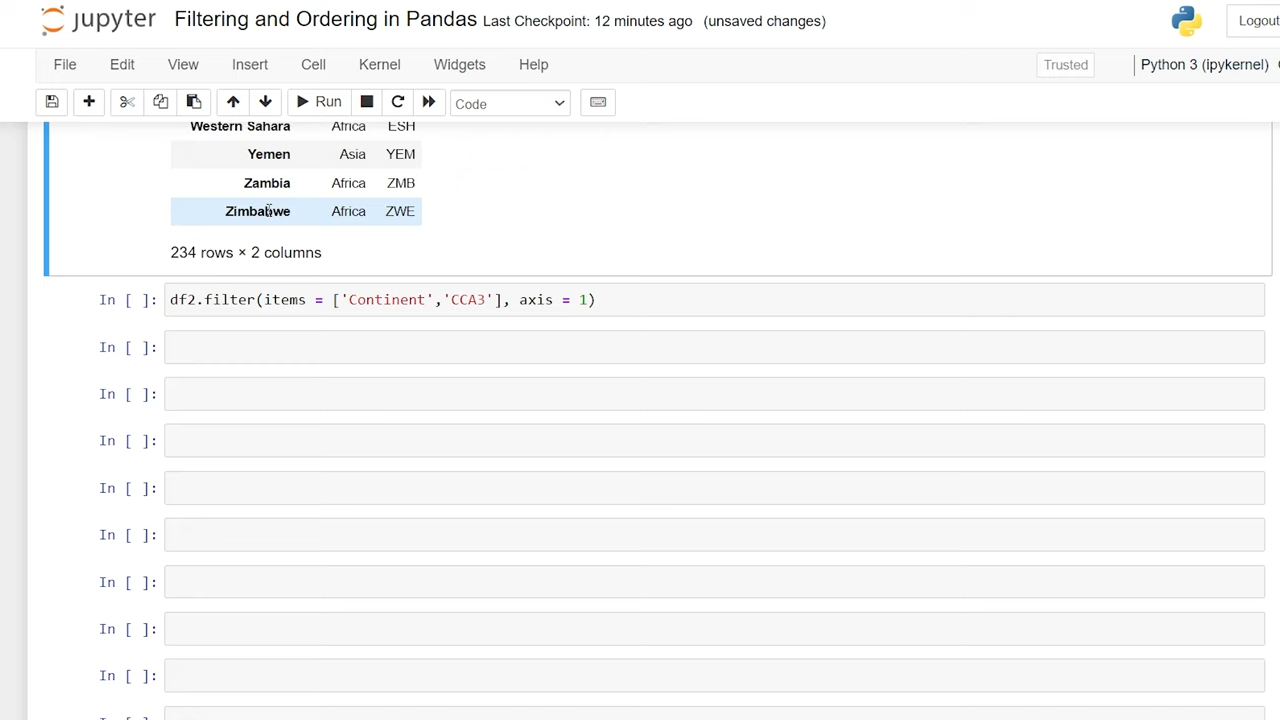 jupyter Filtering and Ordering in Pandas Last Checkpoint: 12 minutes ago (unsaved changes) Logout
File Edit View Insert Cell Kernel Widgets Help Trusted Python 3 (ipykernel)
Run Code
Western Sahara Africa ESH
Yemen Asia YEM
Zambia Africa ZMB
Zimbabwe Africa ZWE
234 rows × 2 columns
In [ ]: df2.filter(items = ['Continent','CCA3'], axis = 1)
In [ ]:
In [ ]:
In [ ]:
In [ ]:
In [ ]:
In [ ]:
In [ ]:
In [ ]: